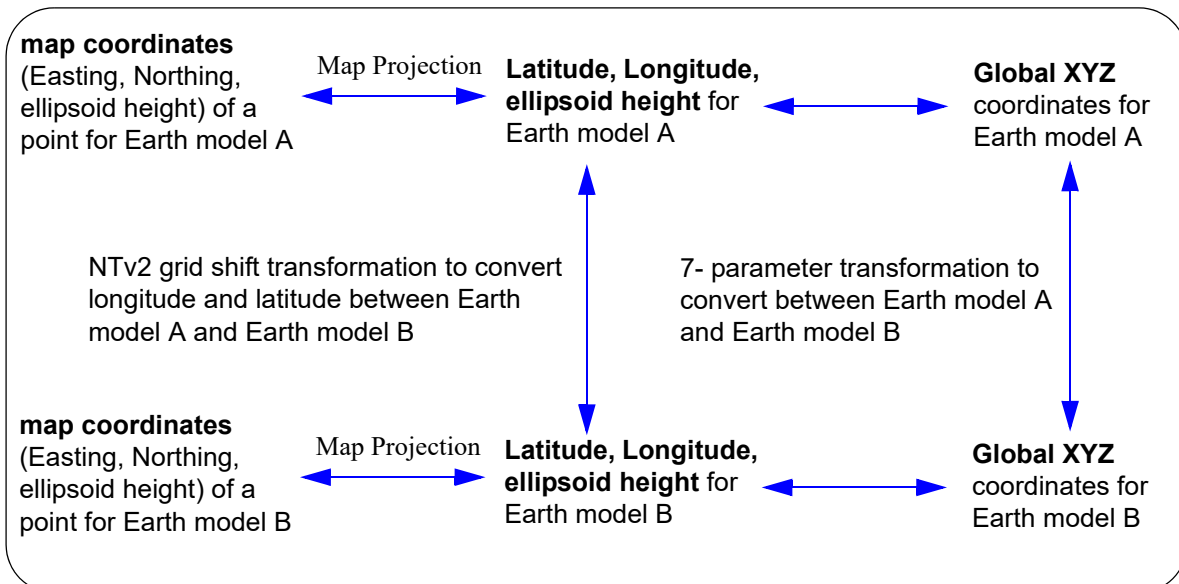 map coordinates
(Easting, Northing,
ellipsoid height) of a
point for Earth model A
Map Projection
Latitude, Longitude,
ellipsoid height for
Earth model A
Global XYZ
coordinates for
Earth model A
NTv2 grid shift transformation to convert
longitude and latitude between Earth
model A and Earth model B
7- parameter transformation to
convert between Earth model A
and Earth model B
map coordinates
(Easting, Northing,
ellipsoid height) of a
point for Earth model B
Map Projection
Latitude, Longitude,
ellipsoid height for
Earth model B
Global XYZ
coordinates for
Earth model B